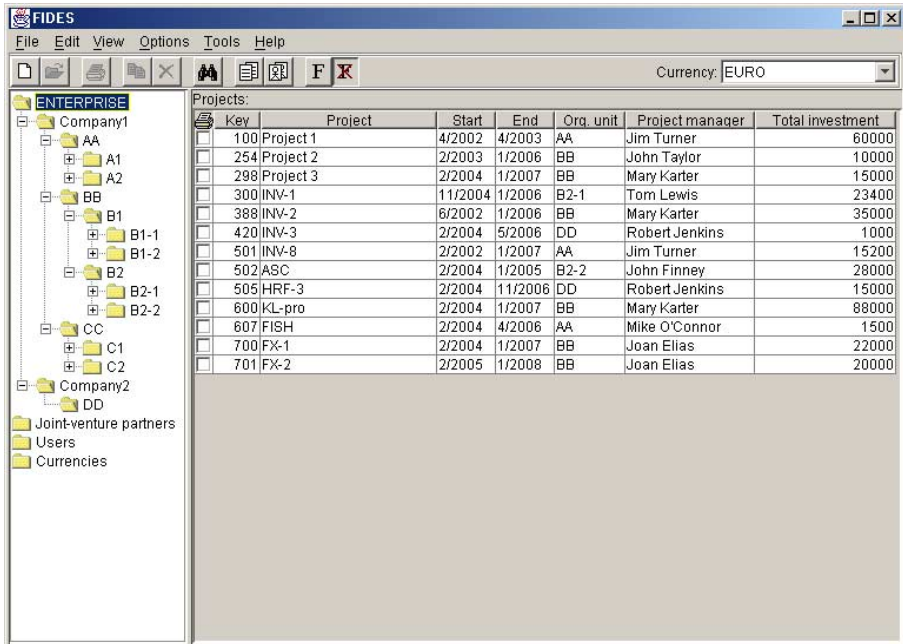 FIDES
File Edit View Options Tools Help
F F Currency: EURO
ENTERPRISE
Company1
AA
A1
A2
BB
B1
B1-1
B1-2
B2
B2-1
B2-2
CC
C1
C2
Company2
DD
Joint-venture partners
Users
Currencies
Projects:
Key Project Start End Org. unit Project manager Total investment
100 Project 1 4/2002 4/2003 AA Jim Turner 60000
254 Project 2 2/2003 1/2006 BB John Taylor 10000
298 Project 3 2/2004 1/2007 BB Mary Karter 15000
300 INV-1 11/2004 1/2006 B2-1 Tom Lewis 23400
388 INV-2 6/2002 1/2006 BB Mary Karter 35000
420 INV-3 2/2004 5/2006 DD Robert Jenkins 1000
501 INV-8 2/2002 1/2007 AA Jim Turner 15200
502 ASC 2/2004 1/2005 B2-2 John Finney 28000
505 HRF-3 2/2004 11/2006 DD Robert Jenkins 15000
600 KL-pro 2/2004 1/2007 BB Mary Karter 88000
607 FISH 2/2004 4/2006 AA Mike O'Connor 1500
700 FX-1 2/2004 1/2007 BB Joan Elias 22000
701 FX-2 2/2005 1/2008 BB Joan Elias 20000